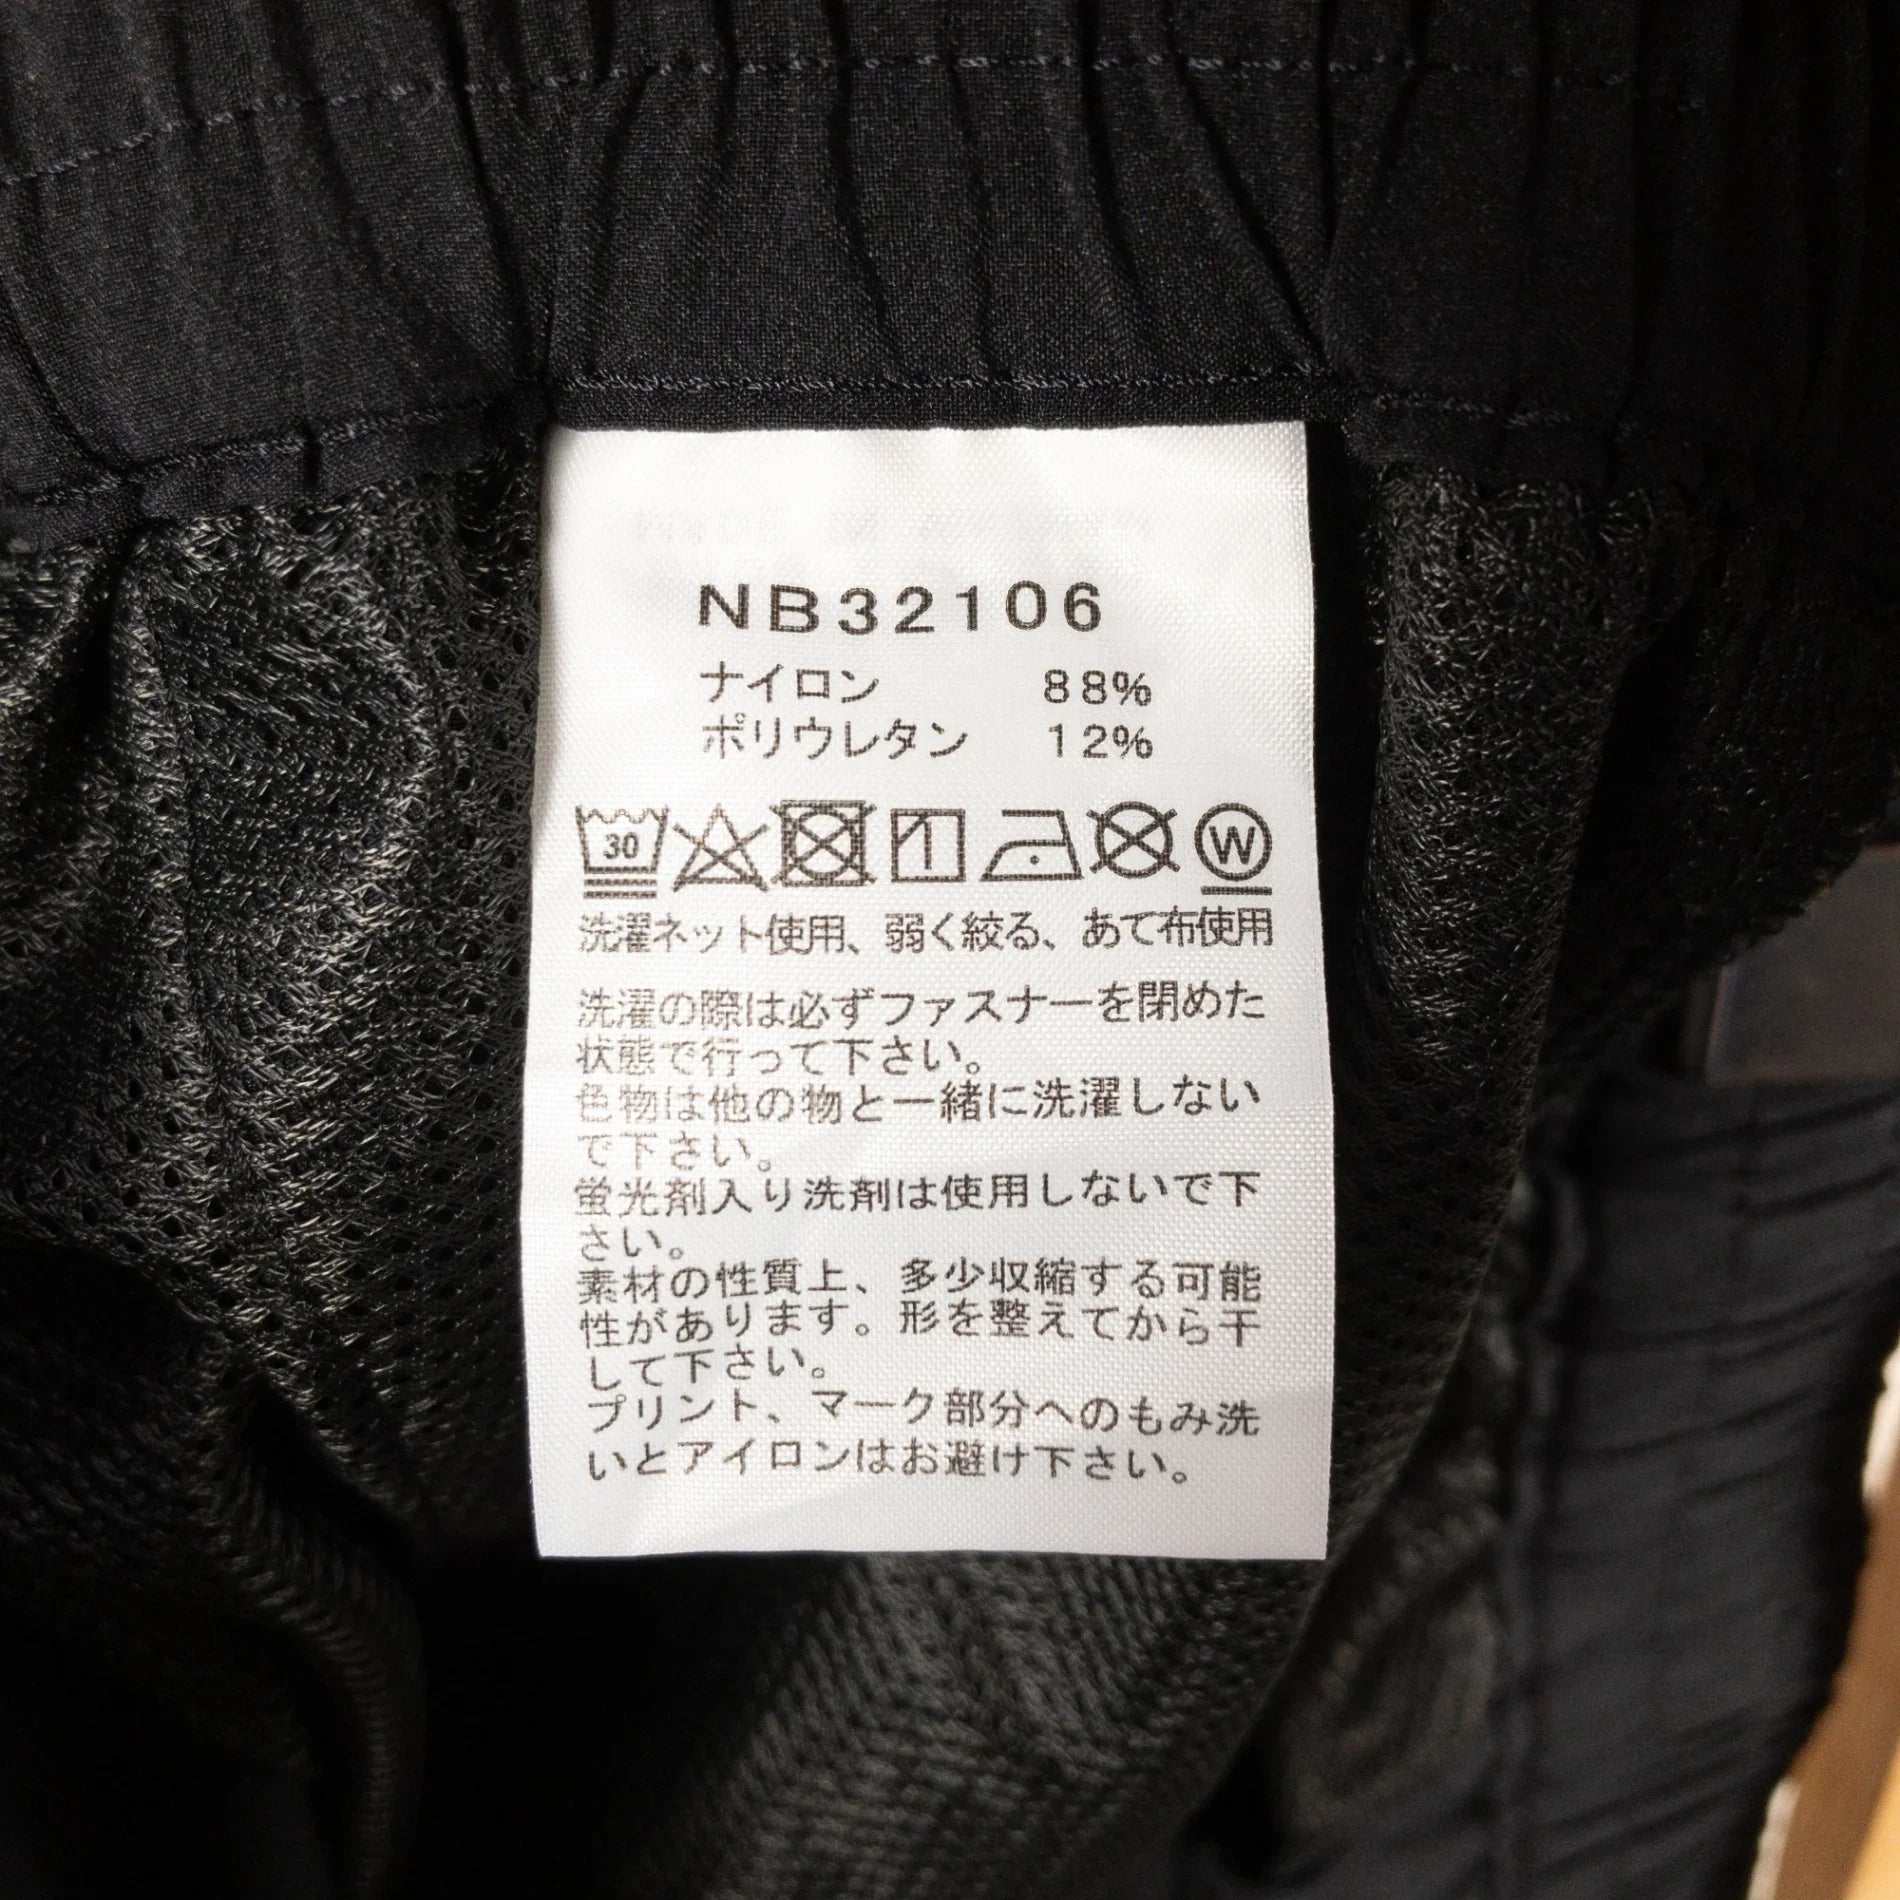 NB32106
ナイロン 88%
ポリウレタン 12%
30 W
洗濯ネット使用、弱く絞る、あて布使用
洗濯の際は必ずファスナーを閉めた
状態で行って下さい。
色物は他の物と一緒に洗濯しない
で下さい。
蛍光剤入り洗剤は使用しないで下
さい。
素材の性質上、多少収縮する可能
性があります。形を整えてから干
して下さい。
プリント、マーク部分へのもみ洗
いとアイロンはお避け下さい。